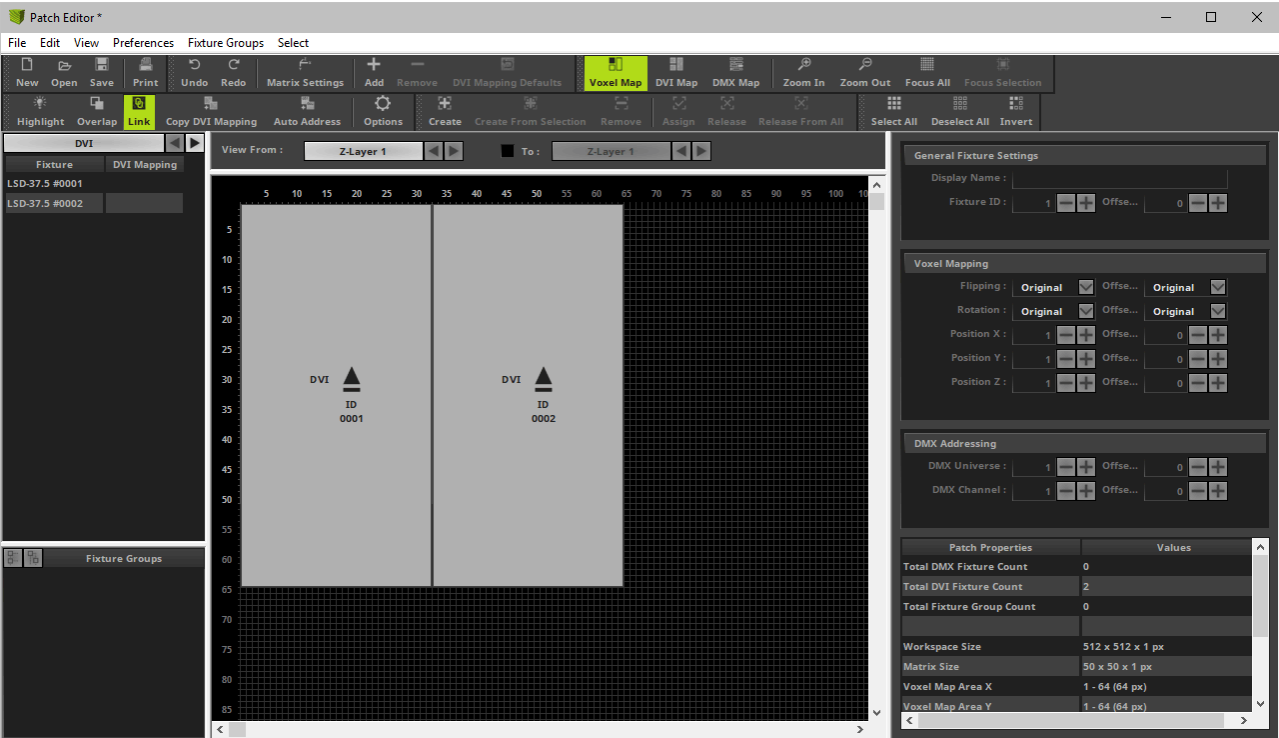 Patch Editor *
File Edit View Preferences Fixture Groups Select
New Open Save Print Undo Redo Matrix Settings Add Remove DVI Mapping Defaults Voxel Map DVI Map DMX Map Zoom In Zoom Out Focus All Focus Selection
Highlight Overlap Link Copy DVI Mapping Auto Address Options Create Create From Selection Remove Assign Release Release From All Select All Deselect All Invert
DVI
Fixture DVI Mapping
LSD-37.5 #0001
LSD-37.5 #0002
Fixture Groups
View From : Z-Layer 1 To : Z-Layer 1
5 10 15 20 25 30 35 40 45 50 55 60 65 70 75 80 85 90 95 100 10
5
10
15
20
25
30
35
40
45
50
55
60
65
70
75
80
85
DVI
ID
0001
DVI
ID
0002
General Fixture Settings
Display Name :
Fixture ID : 1 Offse... 0
Voxel Mapping
Flipping : Original Offse... Original
Rotation : Original Offse... Original
Position X : 1 Offse... 0
Position Y : 1 Offse... 0
Position Z : 1 Offse... 0
DMX Addressing
DMX Universe : 1 Offse... 0
DMX Channel : 1 Offse... 0
Patch Properties Values
Total DMX Fixture Count 0
Total DVI Fixture Count 2
Total Fixture Group Count 0
Workspace Size 512 x 512 x 1 px
Matrix Size 50 x 50 x 1 px
Voxel Map Area X 1 - 64 (64 px)
Voxel Map Area Y 1 - 64 (64 px)